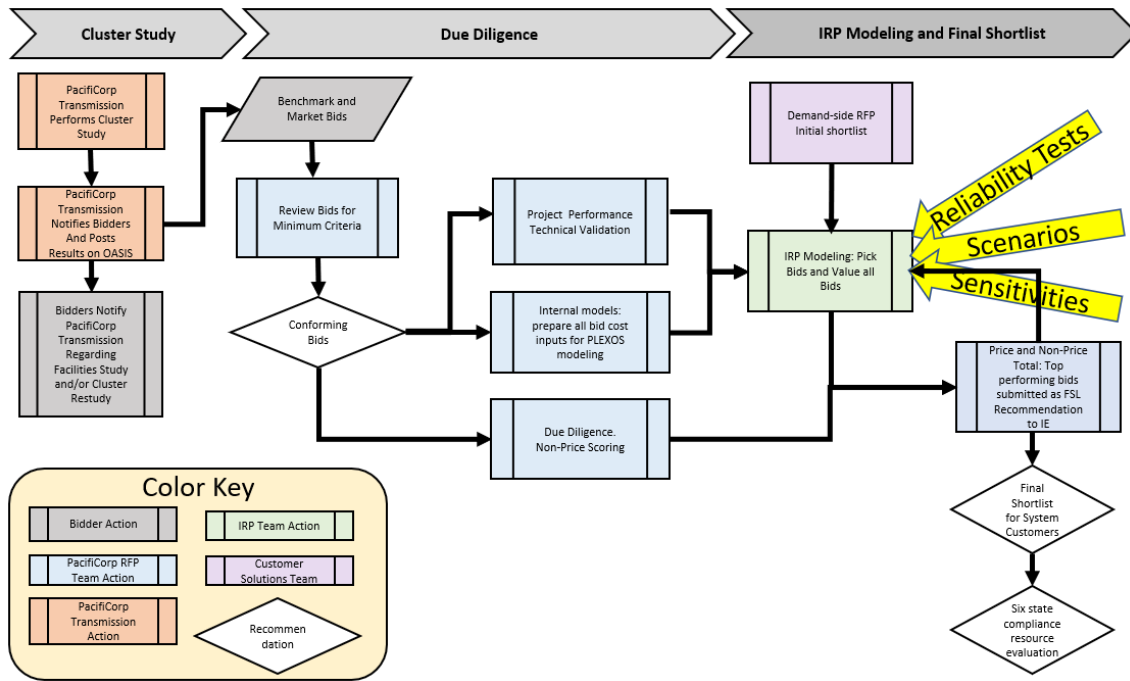 Cluster Study
Due Diligence
IRP Modeling and Final Shortlist
PacifiCorp
Transmission
Performs Cluster
Study
PacifiCorp
Transmission
Notifies Bidders
And Posts
Results on OASIS
Bidders Notify
PacifiCorp
Transmission
Regarding
Facilities Study
and/or Cluster
Restudy
Benchmark and
Market Bids
Review Bids for
Minimum Criteria
Conforming
Bids
Project Performance
Technical Validation
Internal models:
prepare all bid cost
inputs for PLEXOS
modeling
Due Diligence.
Non-Price Scoring
Demand-side RFP
Initial shortlist
IRP Modeling: Pick
Bids and Value all
Bids
Reliability Tests
Scenarios
Sensitivities
Price and Non-Price
Total: Top
performing bids
submitted as FSL
Recommendation
to IE
Final
Shortlist
for System
Customers
Six state
compliance
resource
evaluation
Color Key
Bidder Action
IRP Team Action
PacifiCorp RFP
Team Action
Customer
Solutions Team
PacifiCorp
Transmission
Action
Recommen
dation